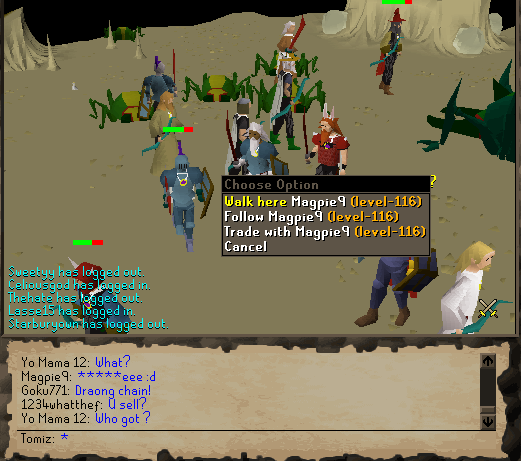 Choose Option
Walk here Magpie9 (level-116)
Follow Magpie9 (level-116)
Trade with Magpie9 (level-116)
Cancel
Sweetyy has logged out.
Celiousgod has logged in.
Thehate has logged out.
Lasse15 has logged in.
Starburyown has logged out.
Yo Mama 12: What?
Magpie9: *****eee :d
Goku771: Draong chain!
1234whatthef: U sell?
Yo Mama 12: Who got ?
Tomiz: *